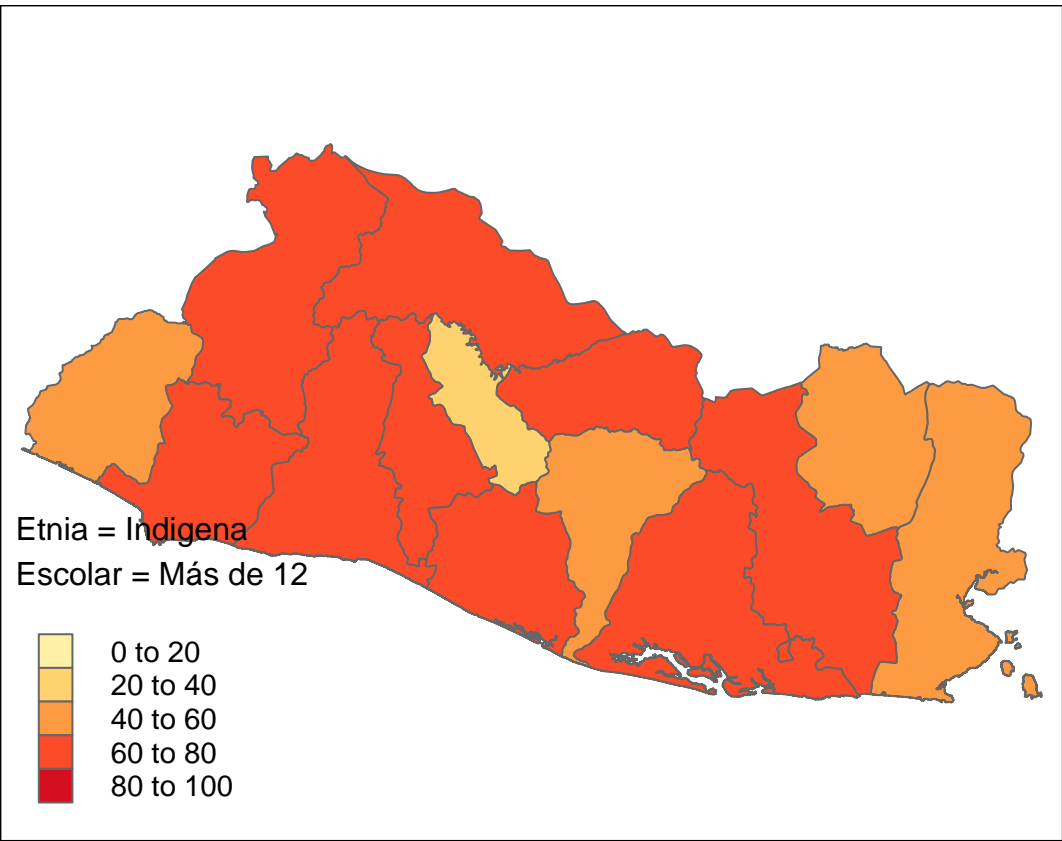 Etnia = Indigena
Escolar = Más de 12
0 to 20
20 to 40
40 to 60
60 to 80
80 to 100